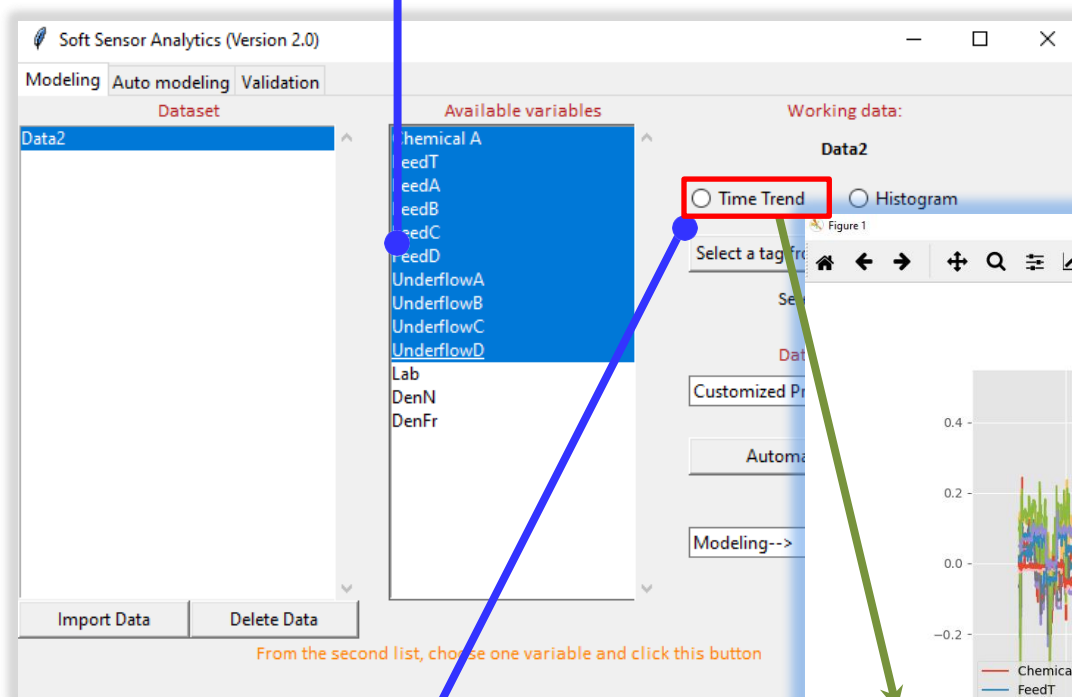 Soft Sensor Analytics (Version 2.0)
Modeling Auto modeling Validation
Dataset
Available variables
Working data:
Data2
Data2
Chemical A
FeedT
FeedA
FeedB
FeedC
FeedD
UnderflowA
UnderflowB
UnderflowC
UnderflowD
Lab
DenN
DenFr
Time Trend Histogram
Figure 1
Select a tag
Customized
Modeling-->
0.4
0.2
0.0
−0.2
FeedT
Import Data Delete Data
From the second list, choose one variable and click this button